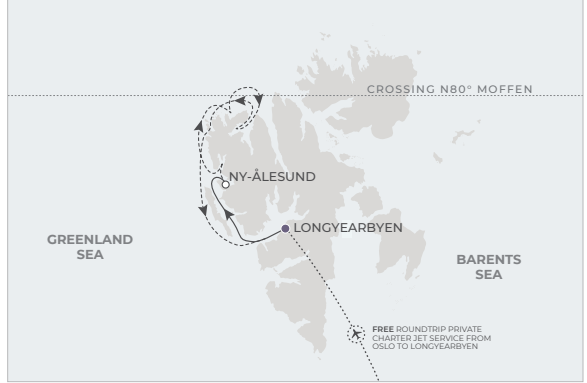 CROSSING N80° MOFFEN
NY-ÅLESUND
LONGYEARBYEN
GREENLAND
SEA
BARENTS
SEA
FREE ROUNDTRIP PRIVATE
CHARTER JET SERVICE FROM
OSLO TO LONGYEARBYEN